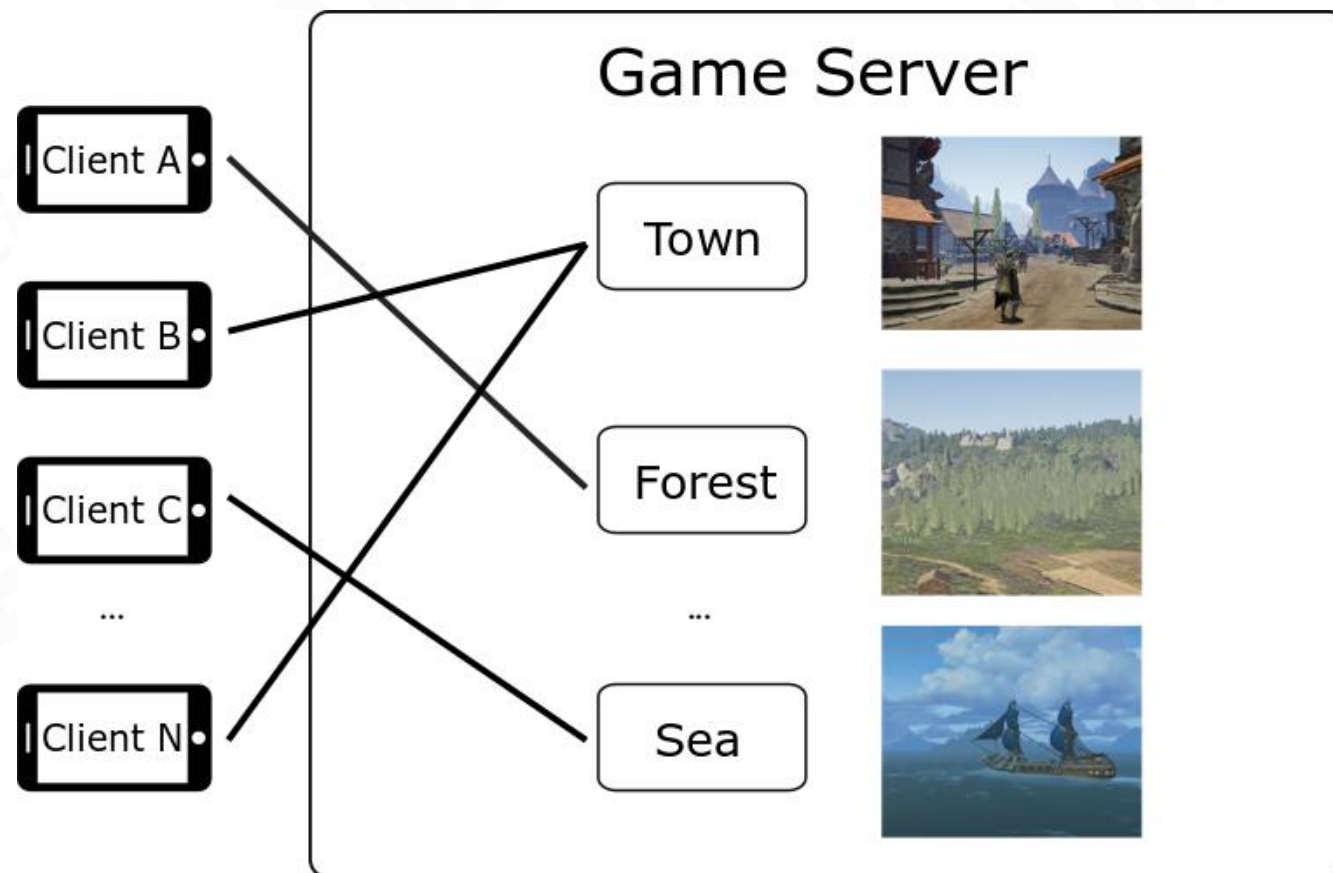 Game Server
Client A
Town
Client B
Client C
Forest
...
...
Client N
Sea